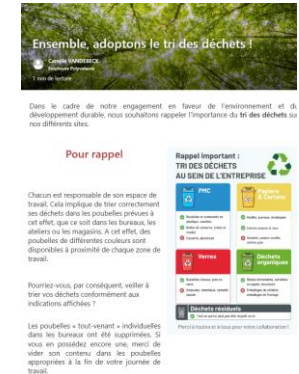 Ensemble, adoptons le tri des déchets !
Camille VANDEBECK
Employée Polyvalente
1 min de lecture
Dans le cadre de notre engagement en faveur de l'environnement et du
développement durable, nous souhaitons rappeler l'importance du tri des déchets sur
nos différents sites.
Pour rappel
Chacun est responsable de son espace de
travail. Cela implique de trier correctement
ses déchets dans les poubelles prévues à
cet effet, que ce soit dans les bureaux, les
ateliers ou les magasins. A cet effet, des
poubelles de différentes couleurs sont
disponibles à proximité de chaque zone de
travail.
Pourriez-vous, par conséquent, veiller à
trier vos déchets conformément aux
indications affichées ?
Les poubelles « tout-venant » individuelles
dans les bureaux ont été supprimées. Si
vous en possédez encore une, merci de
vider son contenu dans les poubelles
appropriées à la fin de votre journée de
travail.
Rappel important :
TRI DES DÉCHETS
AU SEIN DE L'ENTREPRISE
PMC
Papiers
& Cartons
Verres
Déchets
organiques
Déchets résiduels
Merci à toutes et à tous pour votre collaboration !